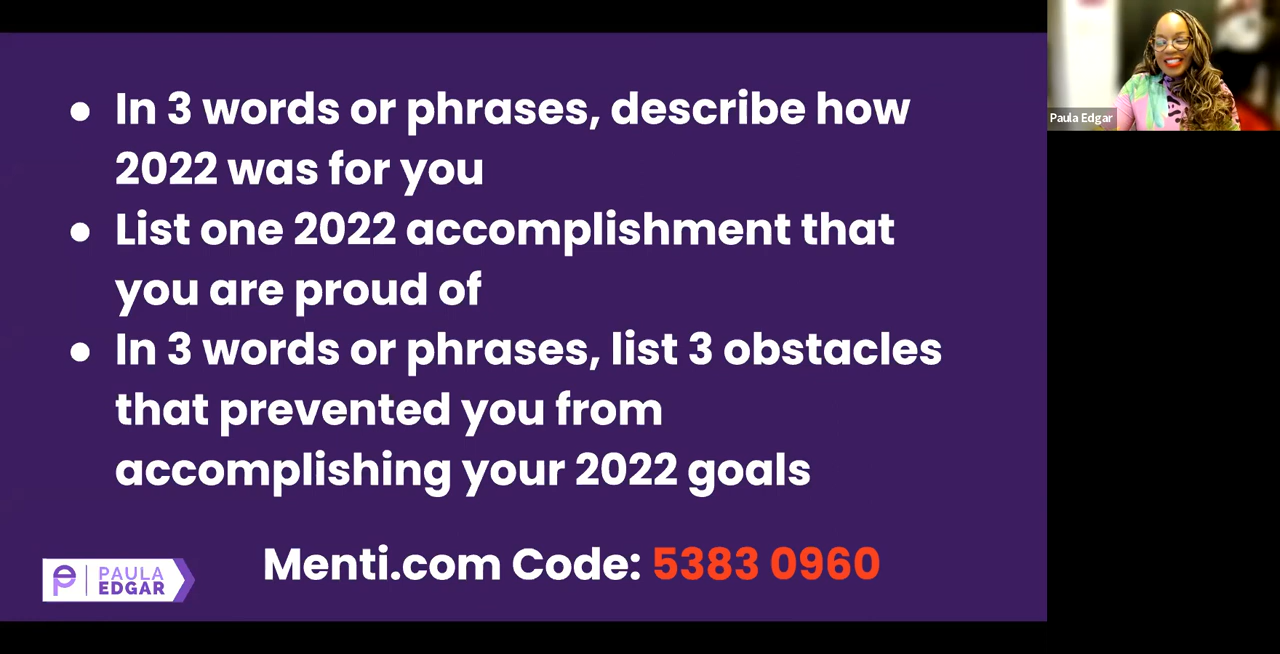 ● In 3 words or phrases, describe how
2022 was for you
● List one 2022 accomplishment that
you are proud of
● In 3 words or phrases, list 3 obstacles
that prevented you from
accomplishing your 2022 goals
Menti.com Code: 5383 0960
PAULA
EDGAR
Paula Edgar